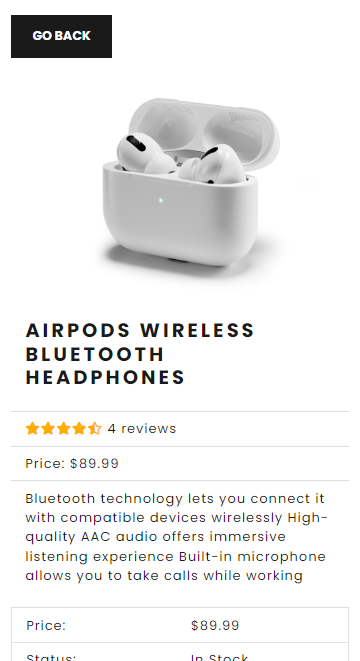 GO BACK
AIRPODS WIRELESS
BLUETOOTH
HEADPHONES
4 reviews
Price: $89.99
Bluetooth technology lets you connect it
with compatible devices wirelessly High-
quality AAC audio offers immersive
listening experience Built-in microphone
allows you to take calls while working
Price: $89.99
Status: In Stock